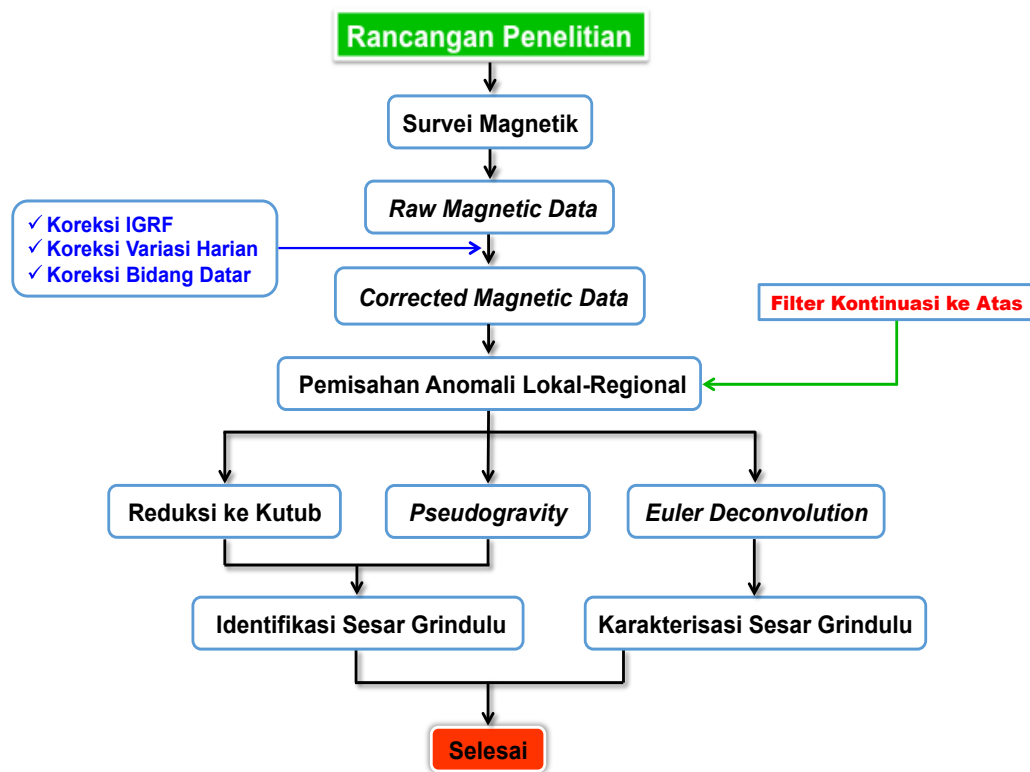 Rancangan Penelitian
Survei Magnetik
Raw Magnetic Data
✓ Koreksi IGRF
✓ Koreksi Variasi Harian
✓ Koreksi Bidang Datar
Corrected Magnetic Data
Filter Kontinuasi ke Atas
Pemisahan Anomali Lokal-Regional
Reduksi ke Kutub
Pseudogravity
Euler Deconvolution
Identifikasi Sesar Grindulu
Karakterisasi Sesar Grindulu
Selesai